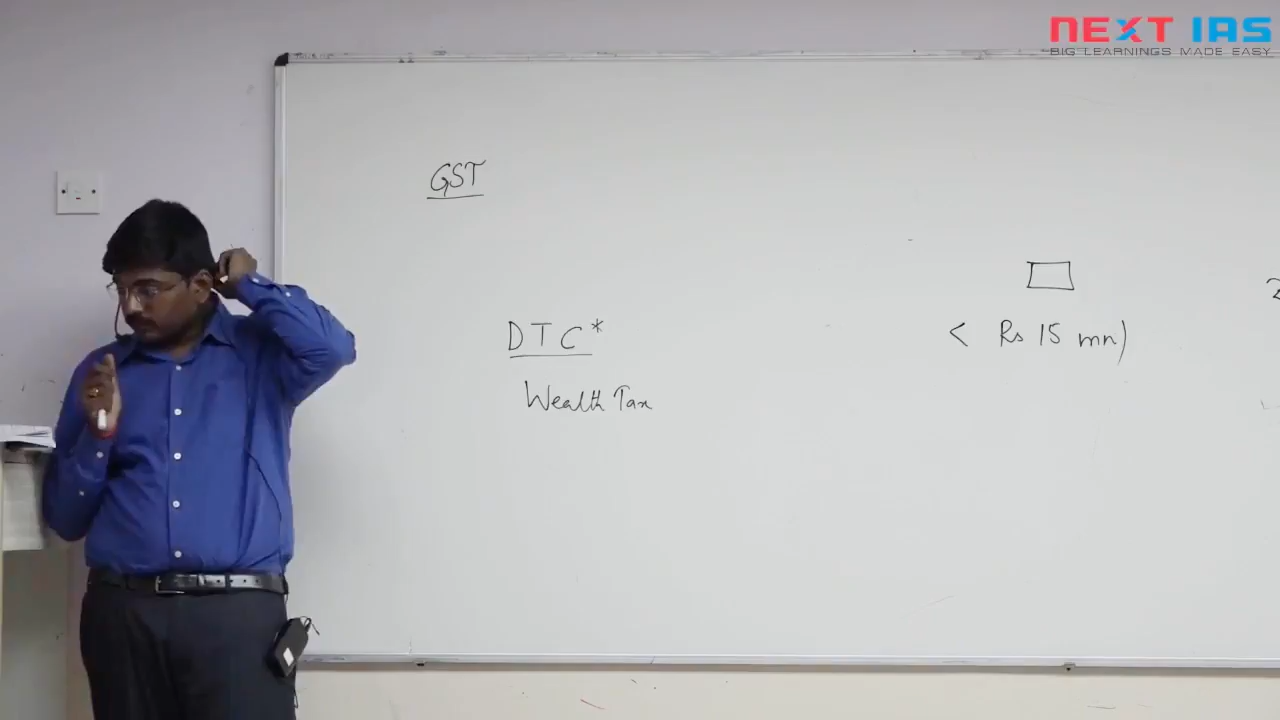 NEXT IAS
BIG LEARNINGS MADE EASY
GST
DTC*
Wealth Tax
< Rs 15 mn)